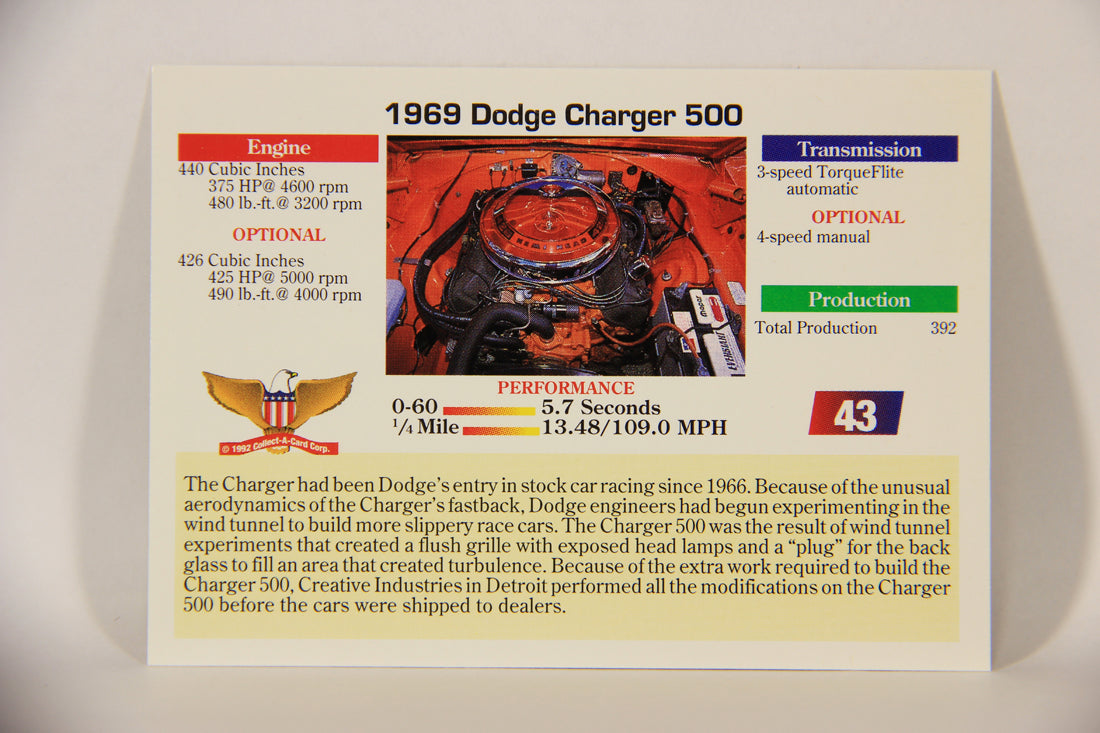 1969 Dodge Charger 500
Engine
440 Cubic Inches
375 HP@ 4600 rpm
480 lb.-ft.@ 3200 rpm
OPTIONAL
426 Cubic Inches
425 HP@ 5000 rpm
490 lb.-ft.@ 4000 rpm
Transmission
3-speed TorqueFlite
automatic
OPTIONAL
4-speed manual
Production
Total Production 392
mopar
EVERSTART
PERFORMANCE
0-60 5.7 Seconds
1/4 Mile 13.48/109.0 MPH
43
© 1992 Collect-A-Card Corp.
The Charger had been Dodge's entry in stock car racing since 1966. Because of the unusual
aerodynamics of the Charger's fastback, Dodge engineers had begun experimenting in the
wind tunnel to build more slippery race cars. The Charger 500 was the result of wind tunnel
experiments that created a flush grille with exposed head lamps and a “plug” for the back
glass to fill an area that created turbulence. Because of the extra work required to build the
Charger 500, Creative Industries in Detroit performed all the modifications on the Charger
500 before the cars were shipped to dealers.